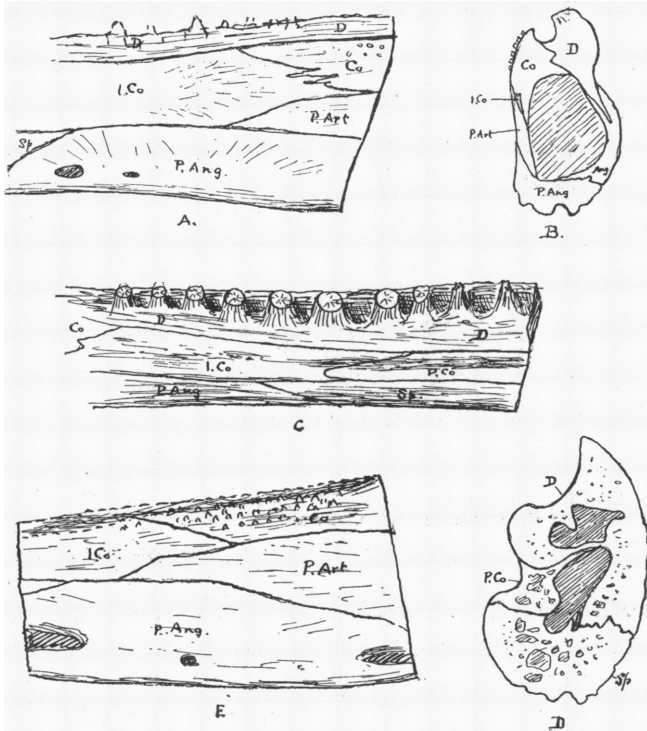 D
D
Co
I.Co
P.Art
Sp
P.Ang
A.
D
Co
I.Co
P.Art
Ang
P.Ang
B
Co
D
D
I.Co
P.Co
P.Ang
Sp.
C
Co
I.Co
P.Art
P.Ang
E
D
P.Co
Sp
D